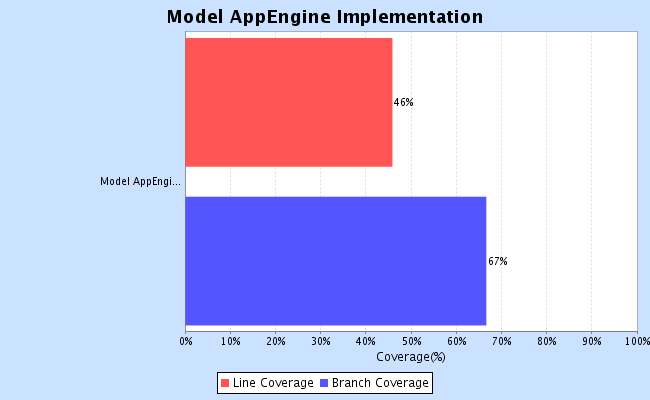 Model AppEngine Implementation
46%
Model AppEngi...
67%
0% 10% 20% 30% 40% 50% 60% 70% 80% 90% 100%
Coverage(%)
Line Coverage Branch Coverage